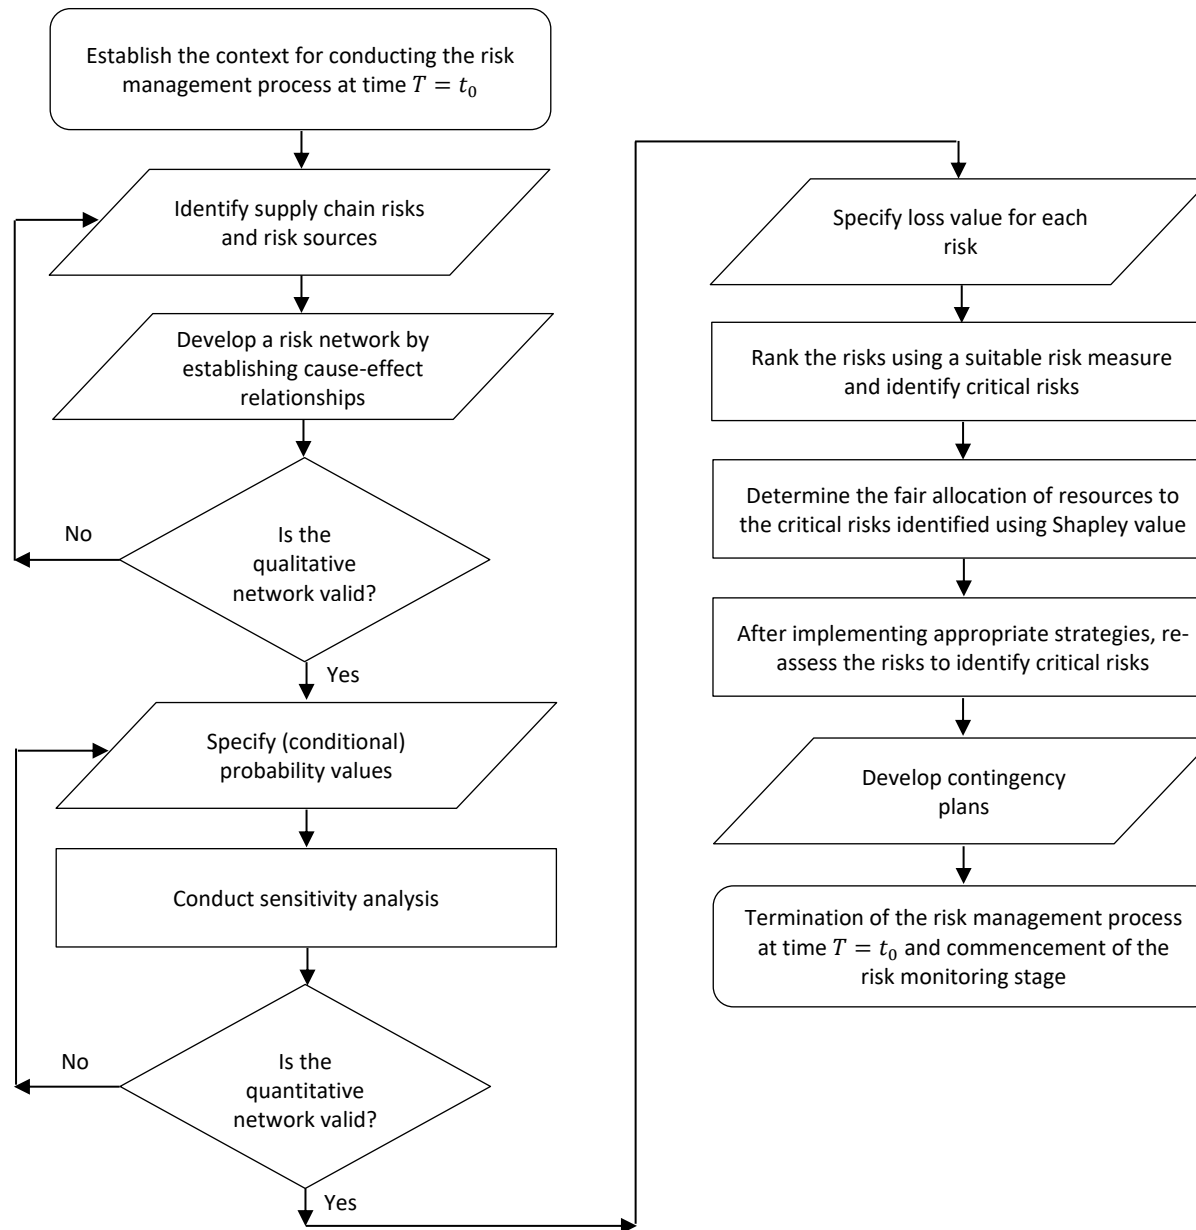 Establish the context for conducting the risk
management process at time T = t₀
Identify supply chain risks
and risk sources
Develop a risk network by
establishing cause-effect
relationships
No
Is the
qualitative
network valid?
Yes
Specify (conditional)
probability values
Conduct sensitivity analysis
No
Is the
quantitative
network valid?
Yes
Specify loss value for each
risk
Rank the risks using a suitable risk measure
and identify critical risks
Determine the fair allocation of resources to
the critical risks identified using Shapley value
After implementing appropriate strategies, re-
assess the risks to identify critical risks
Develop contingency
plans
Termination of the risk management process
at time T = t₀ and commencement of the
risk monitoring stage